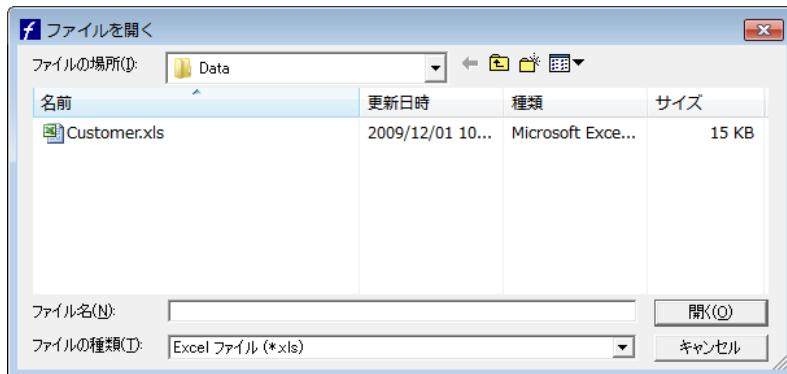 ファイルを開く
ファイルの場所(I): Data
名前 更新日時 種類 サイズ
Customer.xls 2009/12/01 10... Microsoft Exce... 15 KB
ファイル名(N): 開く(O)
ファイルの種類(T): Excel ファイル (*.xls) キャンセル